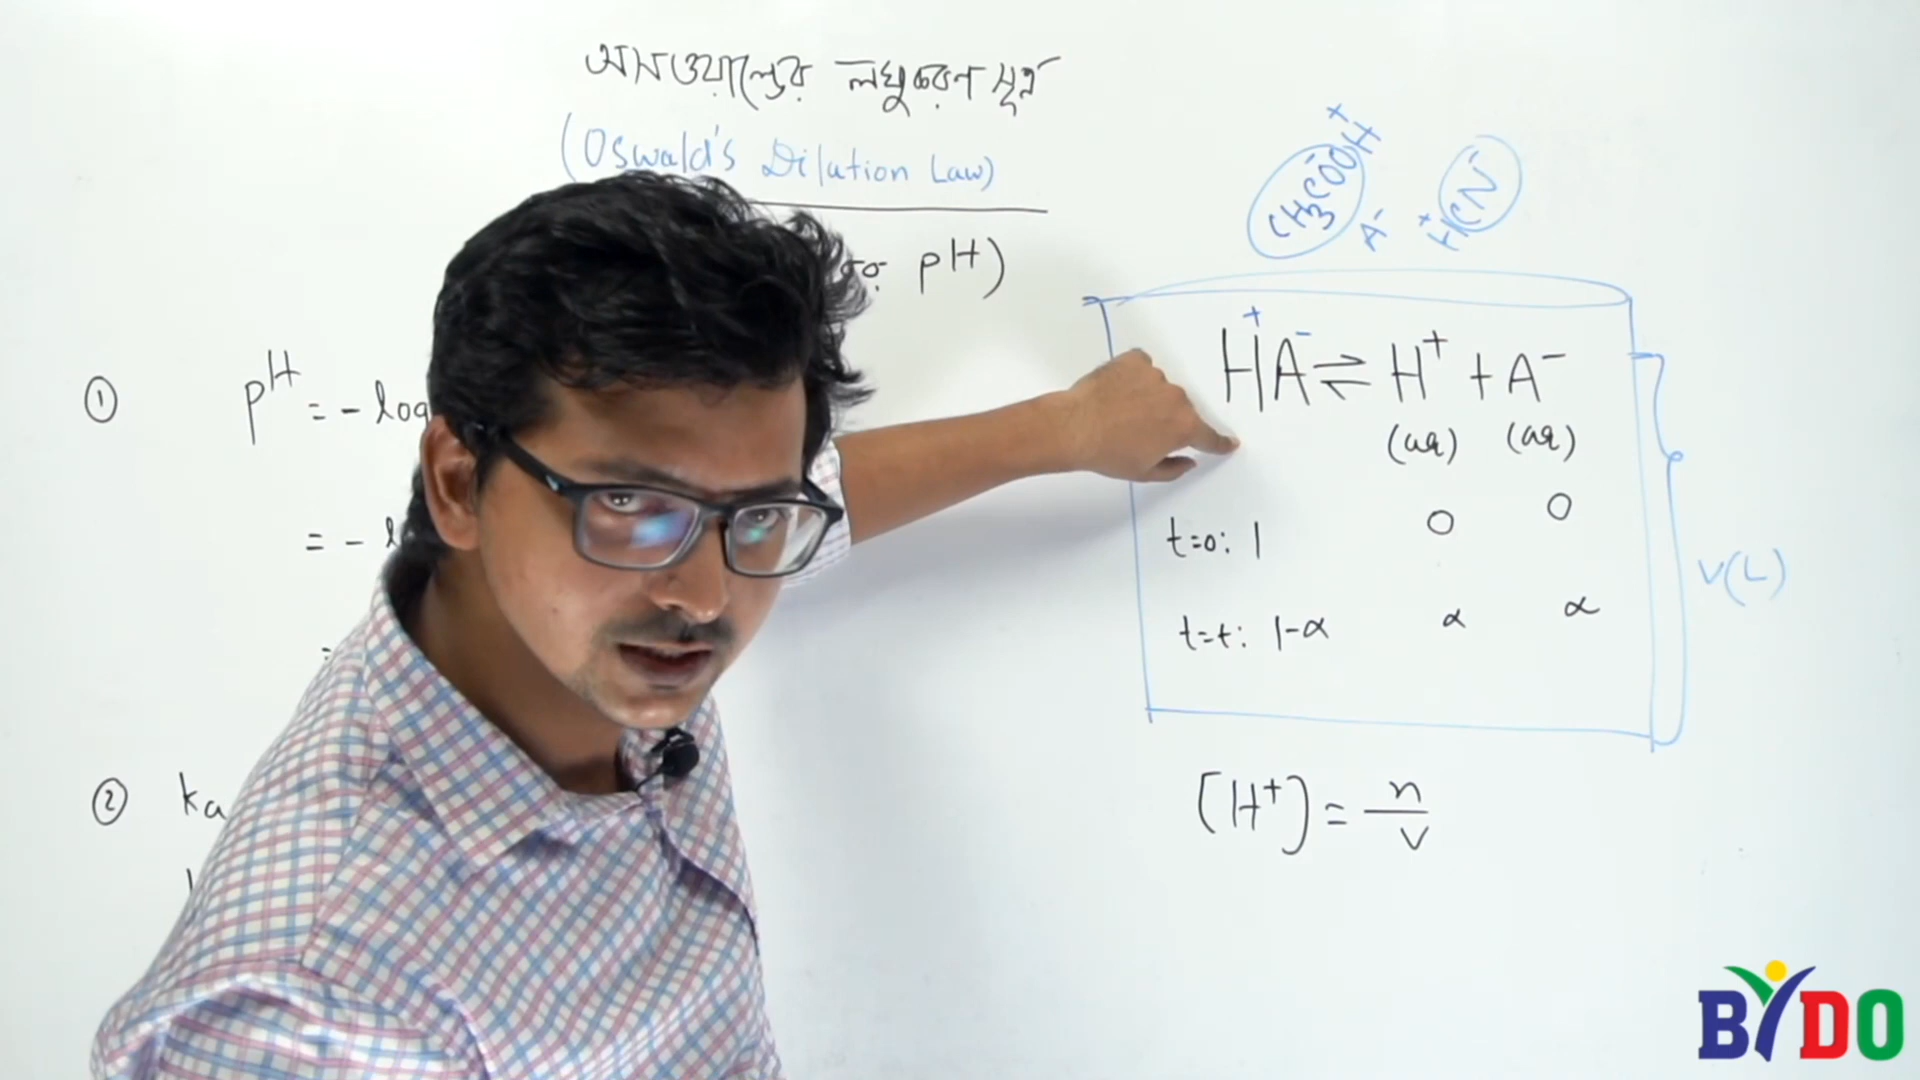 অসওয়াল্ডের লঘুকরণ সূত্র
(Oswald's Dilution Law)
pH)
① pH = - log
= -
② ka
CH3COOH
+
A-
HCN-
+
+ -
HA ⇌ H+ + A-
(aq) (aq)
t=0: 1 0 0
t=t: 1-α α α
V(L)
[H+] = n/v
BYDO